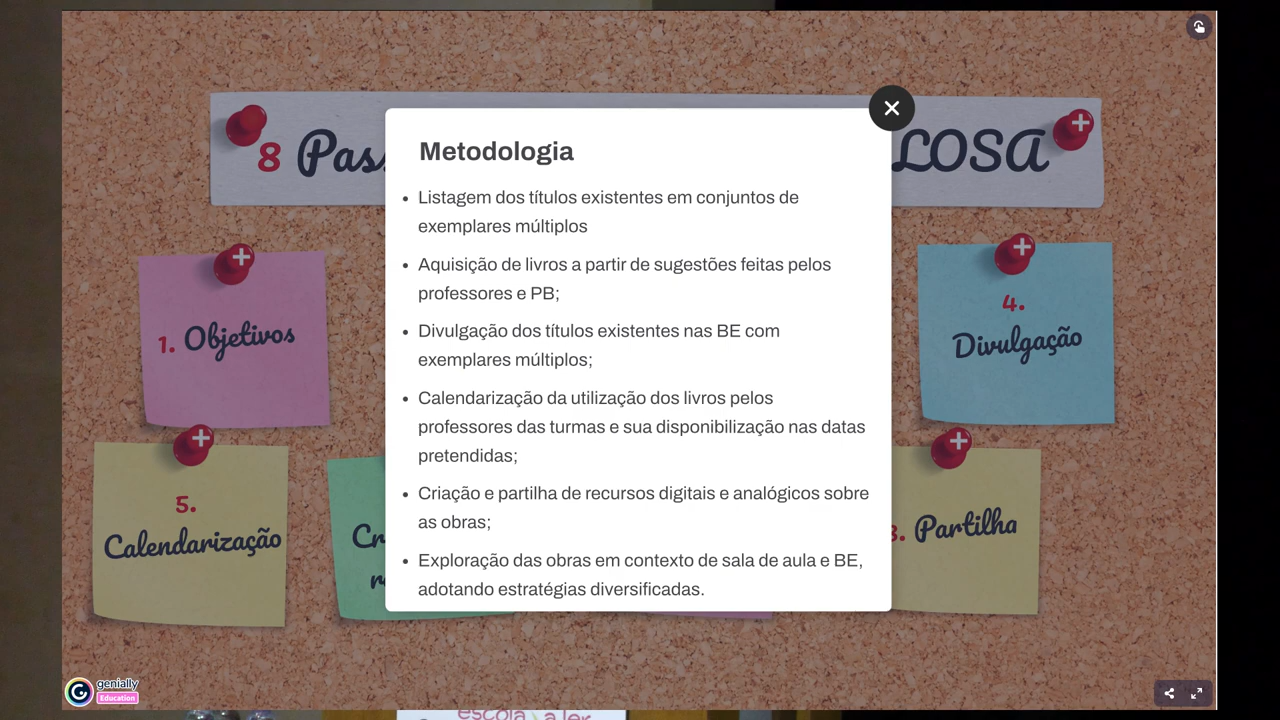 8 Pas
LOSA
Metodologia
• Listagem dos títulos existentes em conjuntos de
exemplares múltiplos
• Aquisição de livros a partir de sugestões feitas pelos
professores e PB;
• Divulgação dos títulos existentes nas BE com
exemplares múltiplos;
• Calendarização da utilização dos livros pelos
professores das turmas e sua disponibilização nas datas
pretendidas;
• Criação e partilha de recursos digitais e analógicos sobre
as obras;
• Exploração das obras em contexto de sala de aula e BE,
adotando estratégias diversificadas.
1. Objetivos
4.
Divulgação
5.
Calendarização
Cr
r
8. Partilha
genially
Education
escola a ler